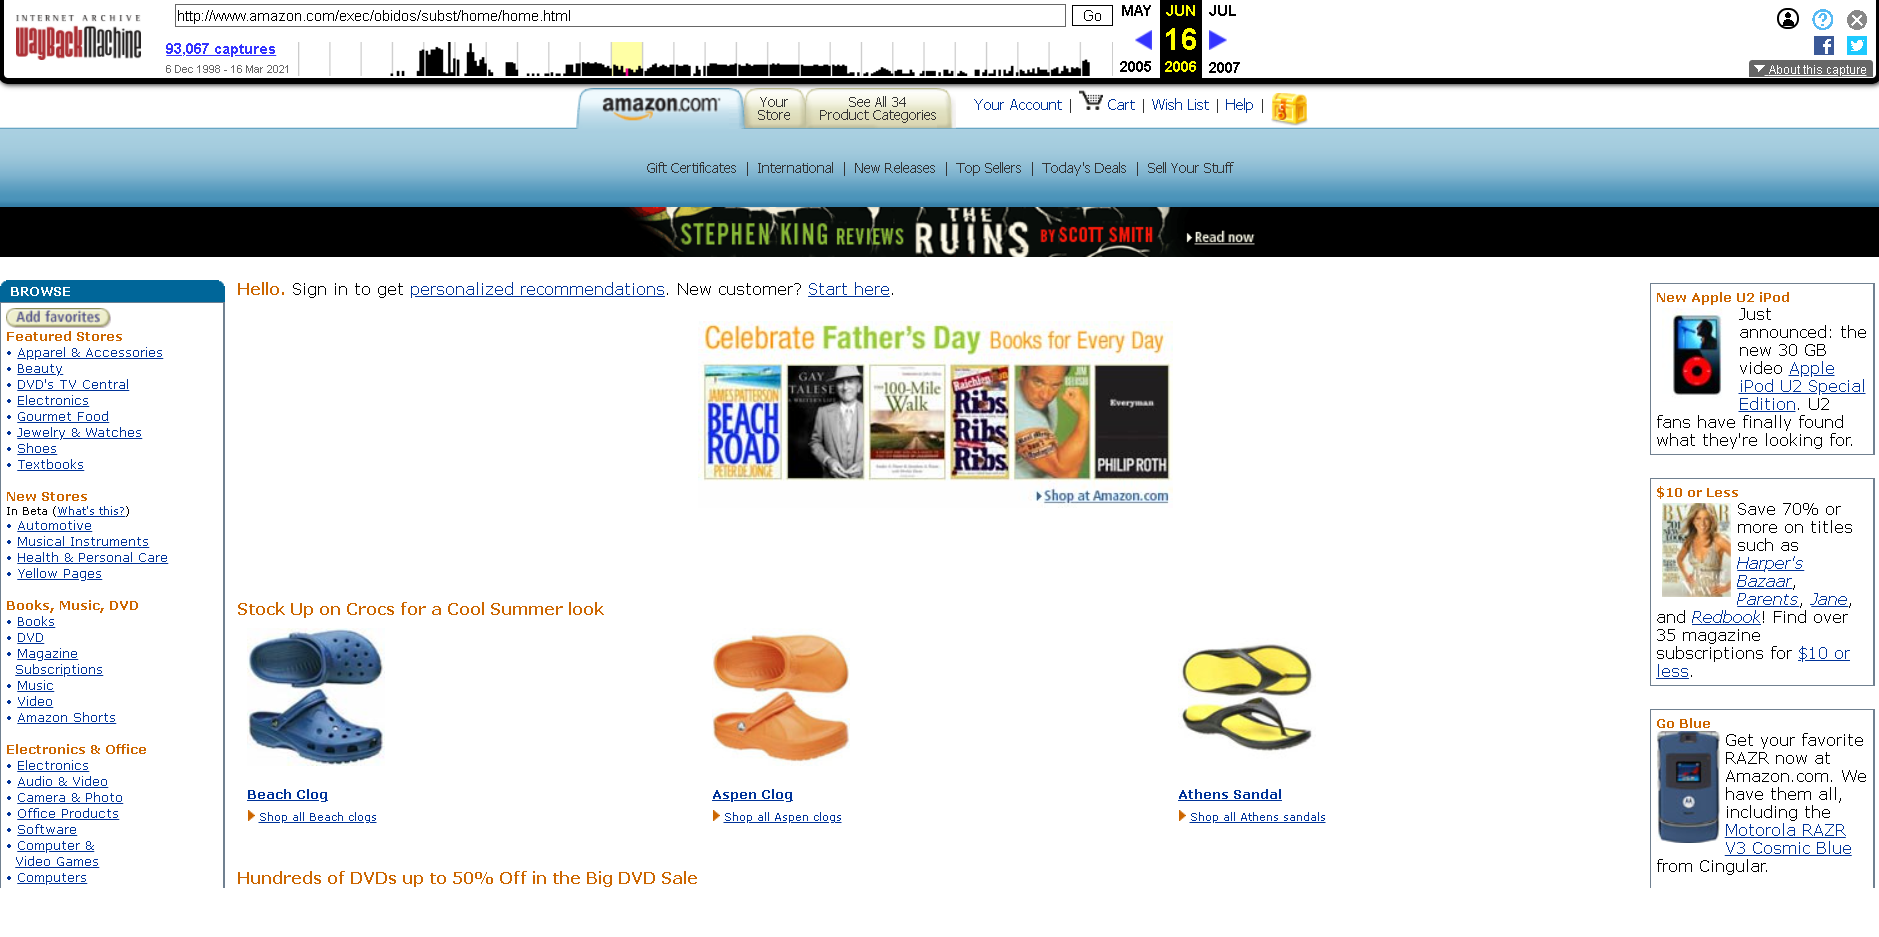 INTERNET ARCHIVE
WayBackMachine
http://www.amazon.com/exec/obidos/subst/home/home.html
Go
93,067 captures
6 Dec 1998 - 16 Mar 2021
MAY JUN JUL
16
2005 2006 2007
About this capture
amazon.com
Your
Store
See All 34
Product Categories
Your Account | Cart | Wish List | Help |
Gift Certificates | International | New Releases | Top Sellers | Today's Deals | Sell Your Stuff
STEPHEN KING REVIEWS THE RUINS BY SCOTT SMITH Read now
BROWSE
Add favorites
Featured Stores
• Apparel & Accessories
• Beauty
• DVD's TV Central
• Electronics
• Gourmet Food
• Jewelry & Watches
• Shoes
• Textbooks
New Stores
In Beta (What's this?)
• Automotive
• Musical Instruments
• Health & Personal Care
• Yellow Pages
Books, Music, DVD
• Books
• DVD
• Magazine
Subscriptions
• Music
• Video
• Amazon Shorts
Electronics & Office
• Electronics
• Audio & Video
• Camera & Photo
• Office Products
• Software
• Computer &
Video Games
• Computers
Hello. Sign in to get personalized recommendations. New customer? Start here.
Celebrate Father's Day Books for Every Day
JAMES PATTERSON
BEACH
ROAD
PETER DE JONGE
GAY
TALESE
A WRITER'S LIFE
100-Mile
Walk
Raichlen
Ribs,
Ribs,
Ribs
Everyman
PHILIP ROTH
Shop at Amazon.com
Stock Up on Crocs for a Cool Summer look
Beach Clog
Shop all Beach clogs
Aspen Clog
Shop all Aspen clogs
Athens Sandal
Shop all Athens sandals
Hundreds of DVDs up to 50% Off in the Big DVD Sale
New Apple U2 iPod
Just
announced: the
new 30 GB
video Apple
iPod U2 Special
Edition. U2
fans have finally found
what they're looking for.
$10 or Less
BAZAAR
Save 70% or
more on titles
such as
Harper's
Bazaar,
Parents, Jane,
and Redbook! Find over
35 magazine
subscriptions for $10 or
less.
Go Blue
Get your favorite
RAZR now at
Amazon.com. We
have them all,
including the
Motorola RAZR
V3 Cosmic Blue
from Cingular.